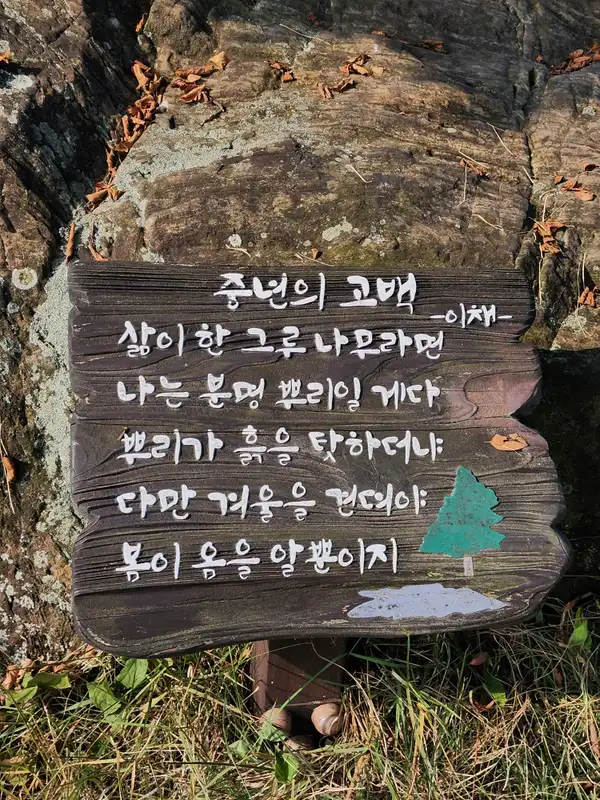 중년의 고백
-이채-
삶이 한 그루 나무라면
나는 분명 뿌리일 게다
뿌리가 흙을 탓하더냐
다만 겨울을 견뎌야
봄이 옴을 알 뿐이지